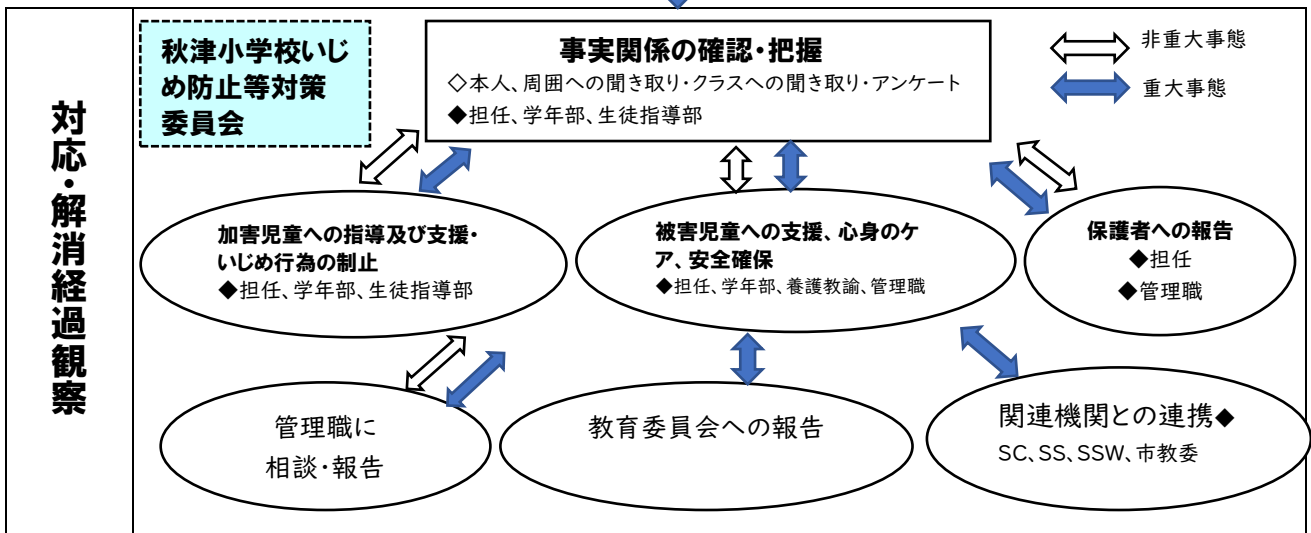 対応・解消経過観察
秋津小学校いじ
め防止等対策
委員会
事実関係の確認・把握
◇本人、周囲への聞き取り・クラスへの聞き取り・アンケート
◆担任、学年部、生徒指導部
非重大事態
重大事態
加害児童への指導及び支援・
いじめ行為の制止
◆担任、学年部、生徒指導部
被害児童への支援、心身のケ
ア、安全確保
◆担任、学年部、養護教諭、管理職
保護者への報告
◆担任
◆管理職
管理職に
相談・報告
教育委員会への報告
関連機関との連携◆
SC、SS、SSW、市教委